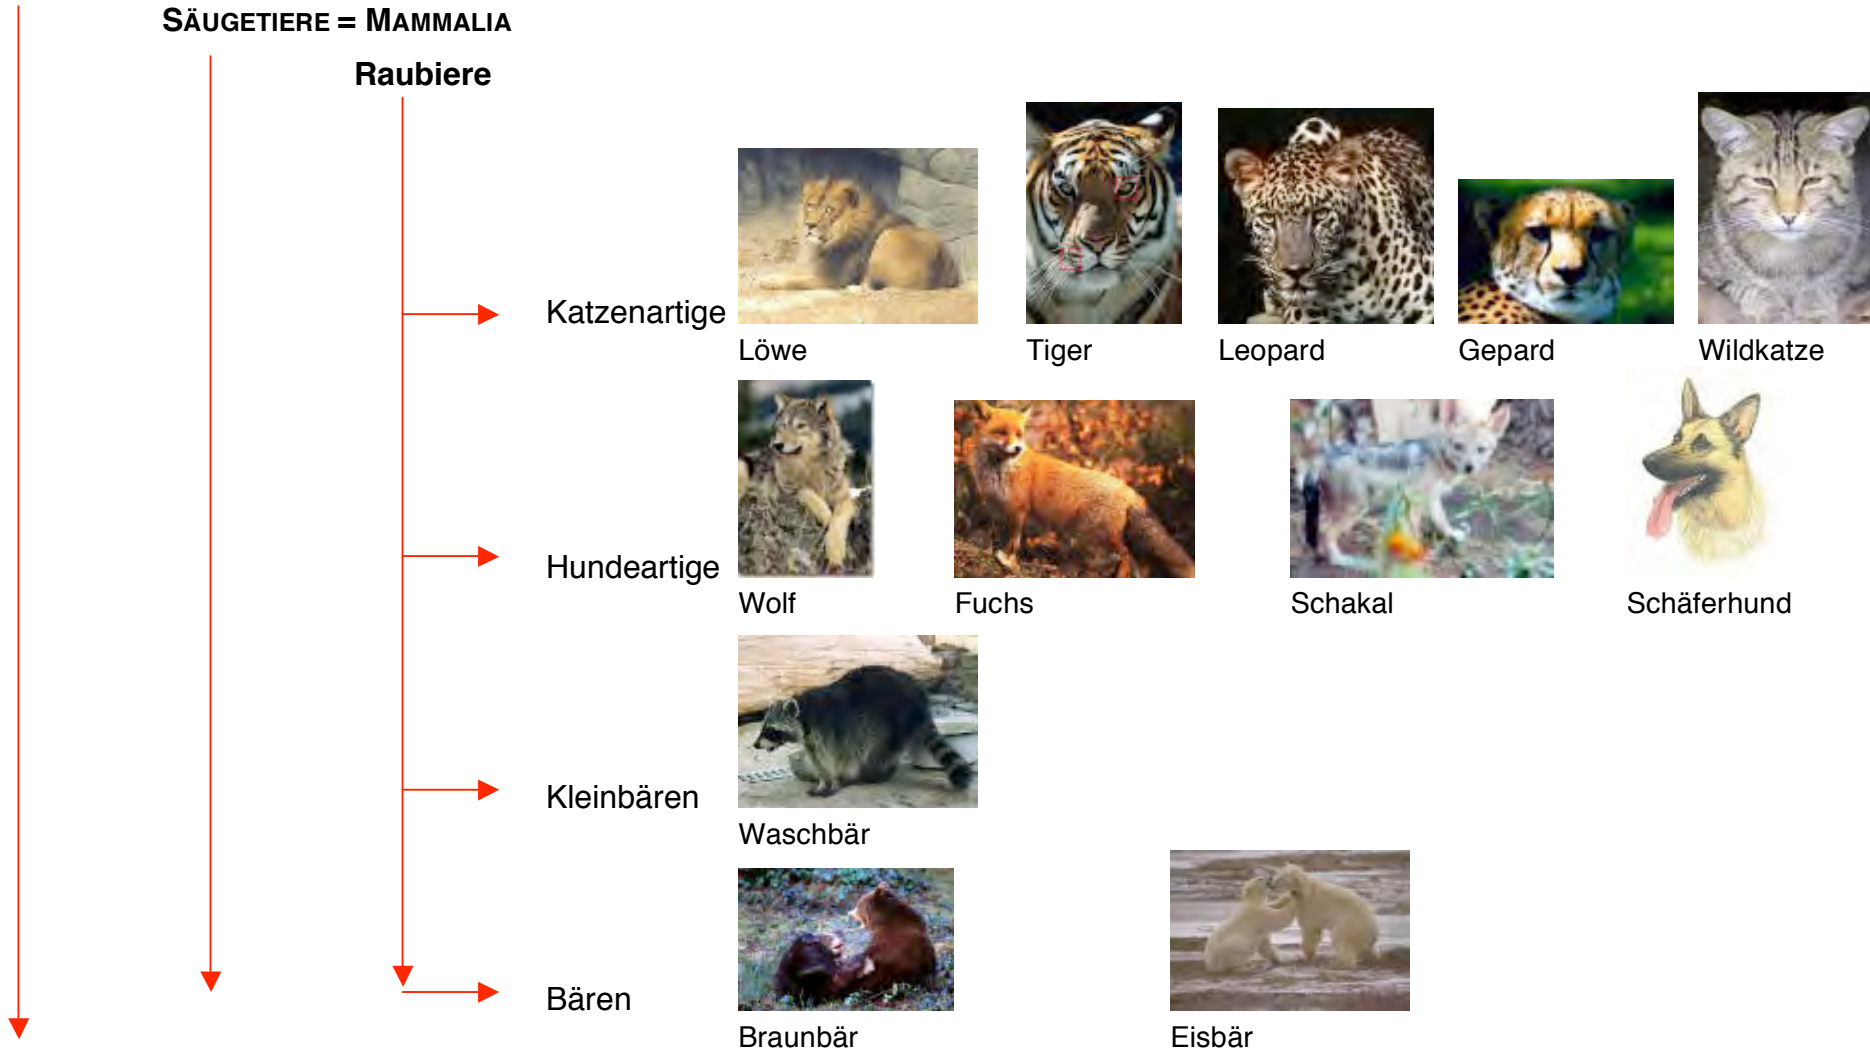 SÄUGETIERE = MAMMALIA
Raubiere
Katzenartige
Löwe Tiger Leopard Gepard Wildkatze
Hundeartige
Wolf Fuchs Schakal Schäferhund
Kleinbären
Waschbär
Bären
Braunbär Eisbär